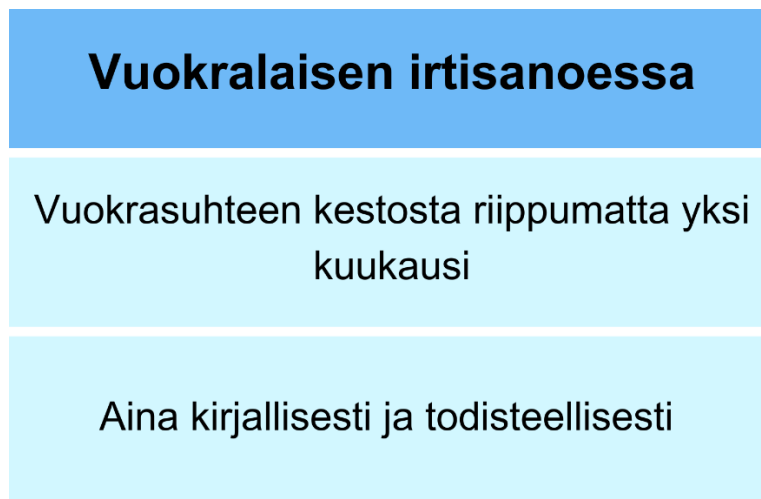 Vuokralaisen irtisanoessa
Vuokrasuhteen kestosta riippumatta yksi
kuukausi
Aina kirjallisesti ja todisteellisesti